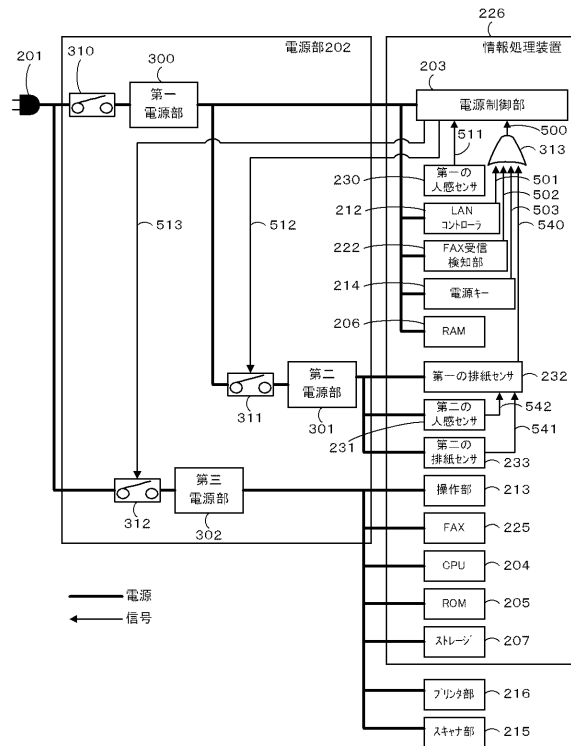 226
電源部202
情報処理装置
201
310
300
203
第一
電源部
電源制御部
500
511
313
230
第一の
人感センサ
501
502
212
LAN
コントローラ
503
540
513
512
222
FAX受信
検知部
214
電源キー
206
RAM
第二
電源部
第一の排紙センサ
232
311
301
第二の
人感センサ
542
231
541
第二の
排紙センサ
233
第三
電源部
操作部
213
312
302
FAX
225
CPU
204
電源
ROM
205
信号
ストレージ
207
プリンタ部
216
スキャナ部
215